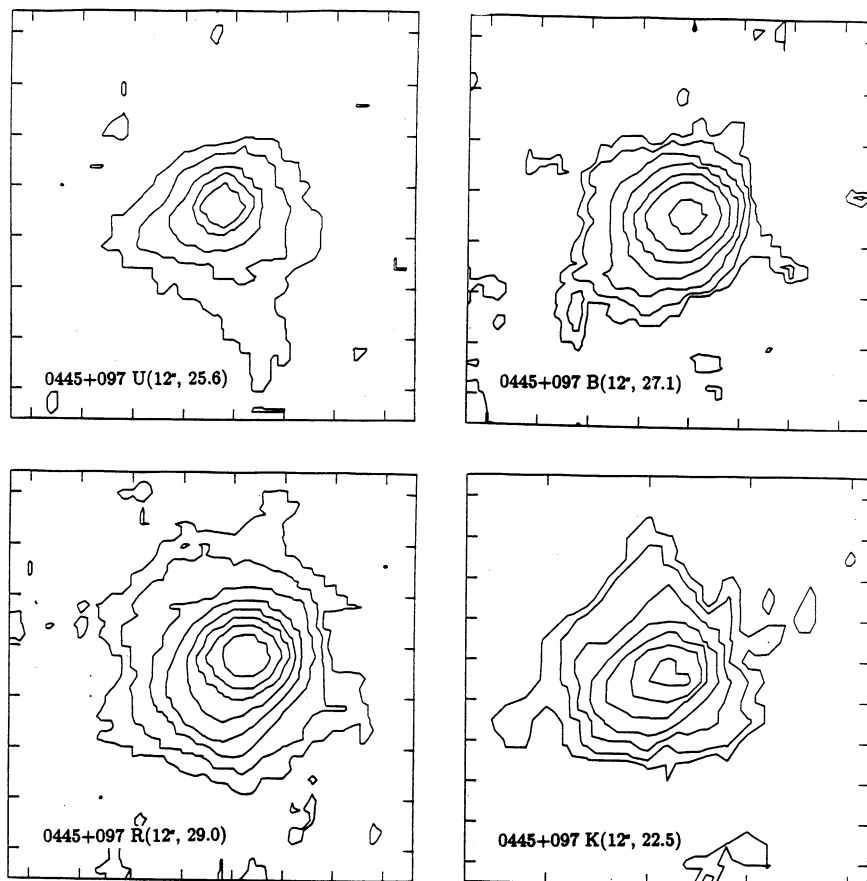 0445+097 U(12", 25.6)
0445+097 B(12", 27.1)
0445+097 R(12", 29.0)
0445+097 K(12", 22.5)